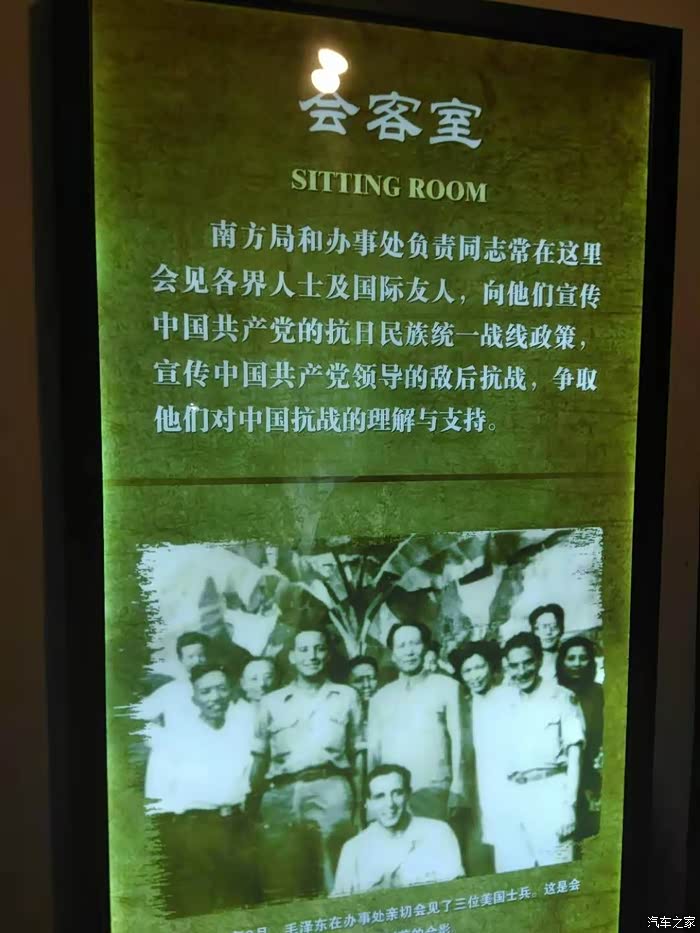 会客室
SITTING ROOM
南方局和办事处负责同志常在这里
会见各界人士及国际友人，向他们宣传
中国共产党的抗日民族统一战线政策，
宣传中国共产党领导的敌后抗战，争取
他们对中国抗战的理解与支持。
月，毛泽东在办事处亲切会见了三位美国士兵。这是会
的合影
汽车之家